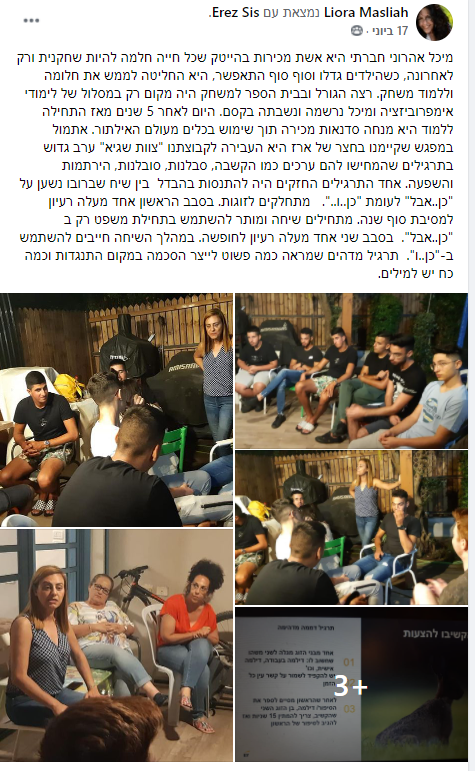 Liora Masliah נמצאת עם Erez Sis.
17 ביוני
מיכל אהרוני חברתי היא אשת מכירות בהייטק שכל חייה חלמה להיות שחקנית ורק
לאחרונה, כשהילדים גדלו וסוף סוף התאפשר, היא החליטה לממש את חלומה
וללמוד משחק. רצה הגורל ובבית הספר למשחק היה מקום רק במסלול של לימודי
אימפרוביזציה ומיכל נרשמה ונשבתה בקסם. היום לאחר 5 שנים מאז התחילה
ללמוד היא מנחה סדנאות מכירה תוך שימוש בכלים מעולם האילתור. אתמול
במפגש שקיימנו בחצר של ארז היא העבירה לקבוצתנו "צוות שגיא" ערב גדוש
בתרגילים שהמחישו להם ערכים כמו הקשבה, סבלנות, סובלנות, הירתמות
והשפעה. אחד התרגילים החזקים היה להתנסות בהבדל בין שיח שברובו נשען על
"כן..אבל" לעומת "כן..ו..". מתחלקים לזוגות. בסבב הראשון אחד מעלה רעיון
למסיבת סוף שנה. מתחילים שיחה ומותר להשתמש בתחילת משפט רק ב
"כן..אבל". בסבב שני אחד מעלה רעיון לחופשה. במהלך השיחה חייבים להשתמש
ב-"כן..ו". תרגיל מדהים שמראה כמה פשוט לייצר הסכמה במקום התנגדות וכמה
כח יש למילים.
קשיבו להצעות
תרגיל דממה מדהימה
01
03
3+